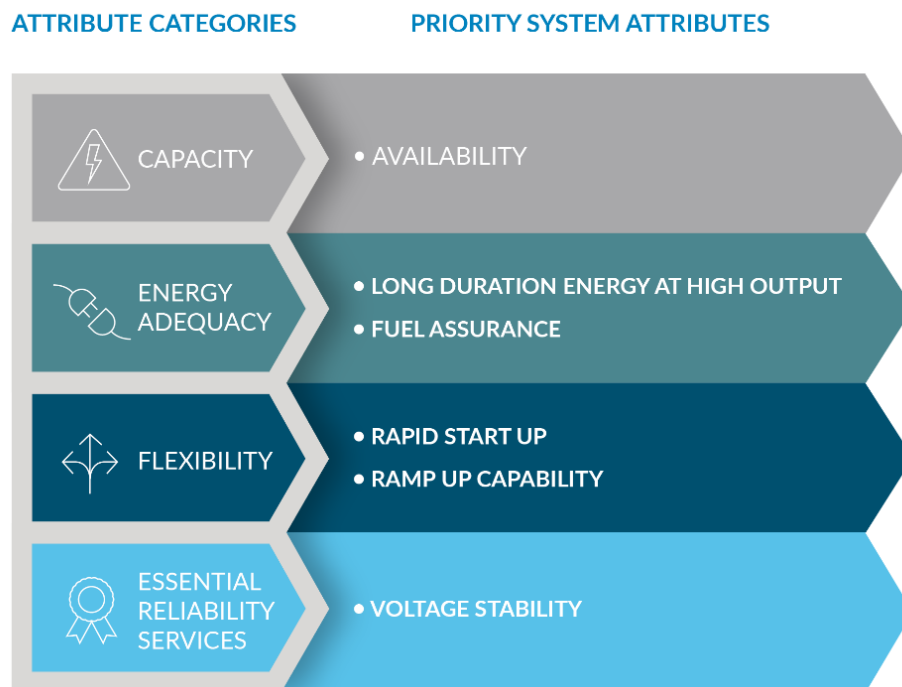 ATTRIBUTE CATEGORIES
PRIORITY SYSTEM ATTRIBUTES
CAPACITY
• AVAILABILITY
ENERGY
ADEQUACY
• LONG DURATION ENERGY AT HIGH OUTPUT
• FUEL ASSURANCE
FLEXIBILITY
• RAPID START UP
• RAMP UP CAPABILITY
ESSENTIAL
RELIABILITY
SERVICES
• VOLTAGE STABILITY